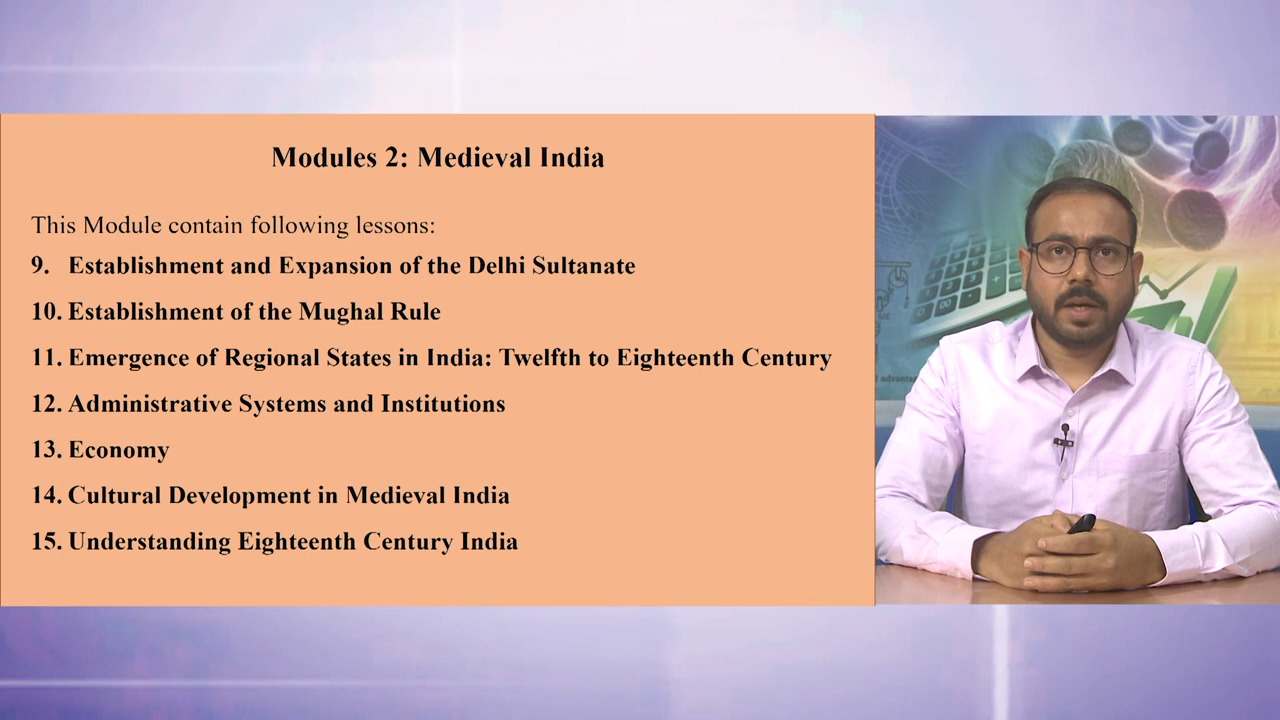 Modules 2: Medieval India
This Module contain following lessons:
9. Establishment and Expansion of the Delhi Sultanate
10. Establishment of the Mughal Rule
11. Emergence of Regional States in India: Twelfth to Eighteenth Century
12. Administrative Systems and Institutions
13. Economy
14. Cultural Development in Medieval India
15. Understanding Eighteenth Century India